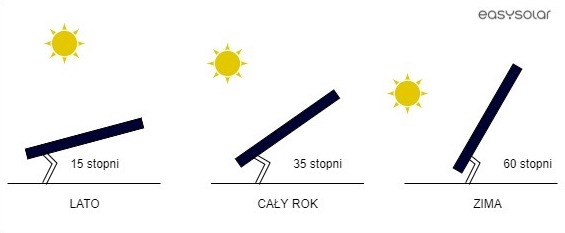 easysolar
15 stopni
35 stopni
60 stopni
LATO
CAŁY ROK
ZIMA